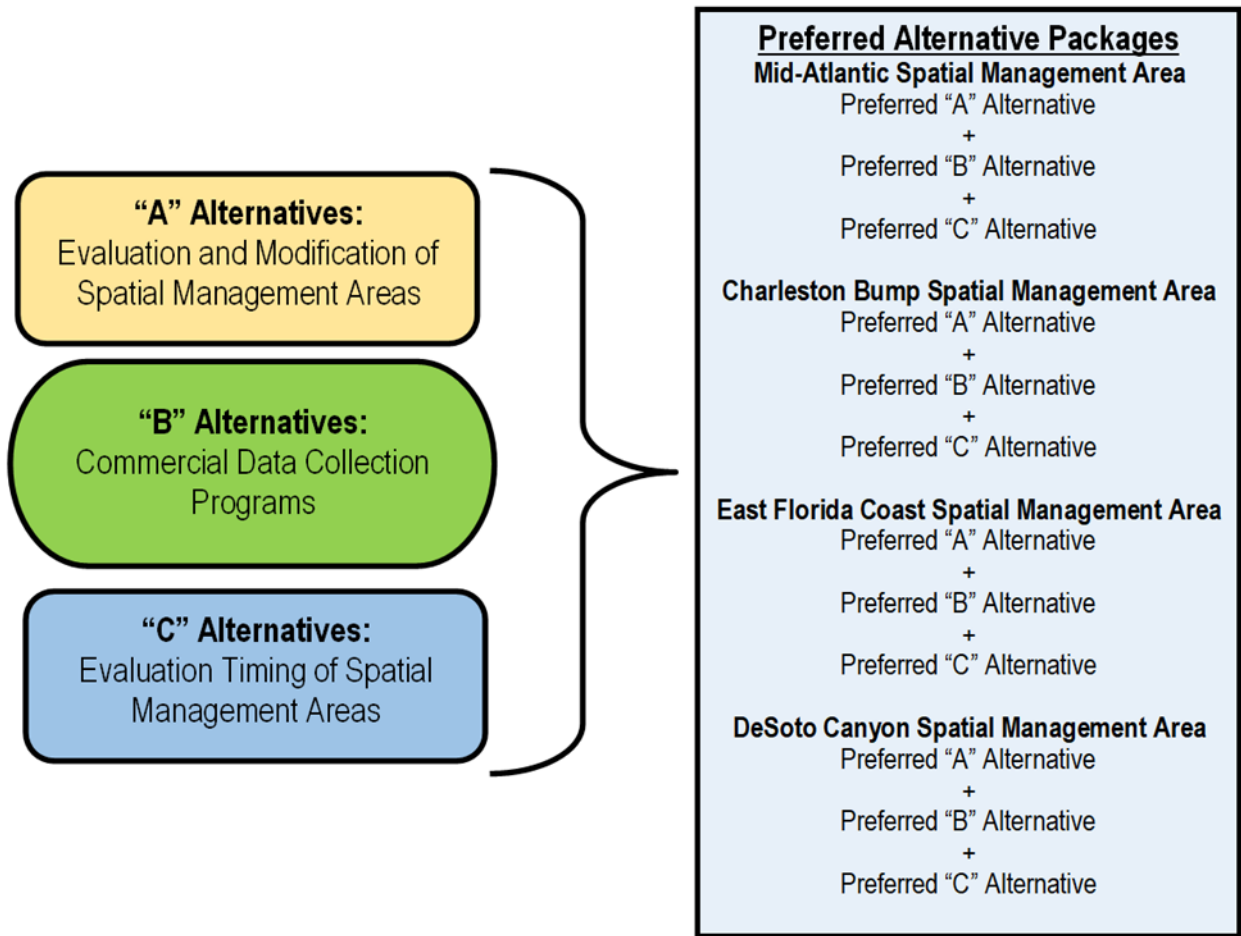 “A” Alternatives:
Evaluation and Modification of
Spatial Management Areas
“B” Alternatives:
Commercial Data Collection
Programs
“C” Alternatives:
Evaluation Timing of Spatial
Management Areas
Preferred Alternative Packages
Mid-Atlantic Spatial Management Area
Preferred “A” Alternative
+
Preferred “B” Alternative
+
Preferred “C” Alternative
Charleston Bump Spatial Management Area
Preferred “A” Alternative
+
Preferred “B” Alternative
+
Preferred “C” Alternative
East Florida Coast Spatial Management Area
Preferred “A” Alternative
+
Preferred “B” Alternative
+
Preferred “C” Alternative
DeSoto Canyon Spatial Management Area
Preferred “A” Alternative
+
Preferred “B” Alternative
+
Preferred “C” Alternative